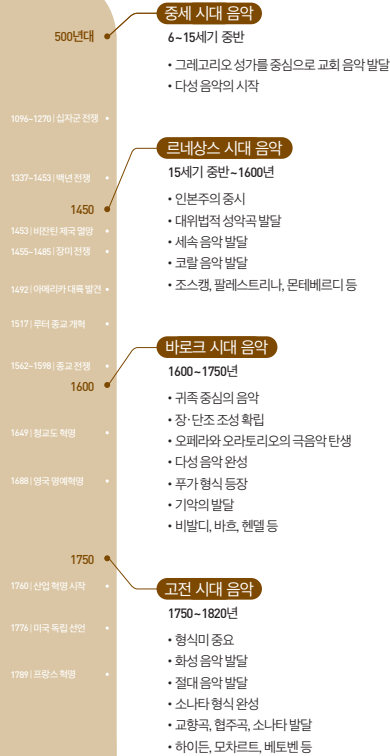 500년대
중세 시대 음악
6~15세기 중반
• 그레고리오 성가를 중심으로 교회 음악 발달
• 다성 음악의 시작
1096~1270 | 십자군 전쟁
1337~1453 | 백년 전쟁
르네상스 시대 음악
15세기 중반~1600년
1450
• 인본주의 중시
• 대위법적 성악곡 발달
• 세속 음악 발달
• 코랄 음악 발달
• 조스캥, 팔레스트리나, 몬테베르디 등
1453 | 비잔틴 제국 멸망
1455~1485 | 장미 전쟁
1492 | 아메리카 대륙 발견
1517 | 루터 종교 개혁
1562~1598 | 종교 전쟁
1600
바로크 시대 음악
1600~1750년
• 귀족 중심의 음악
• 장·단조 조성 확립
• 오페라와 오라토리오의 극음악 탄생
• 다성 음악 완성
• 푸가 형식 등장
• 기악의 발달
• 비발디, 바흐, 헨델 등
1649 | 청교도 혁명
1688 | 영국 명예혁명
1750
고전 시대 음악
1750~1820년
• 형식미 중요
• 화성 음악 발달
• 절대 음악 발달
• 소나타 형식 완성
• 교향곡, 협주곡, 소나타 발달
• 하이든, 모차르트, 베토벤 등
1760 | 산업 혁명 시작
1776 | 미국 독립 선언
1789 | 프랑스 혁명